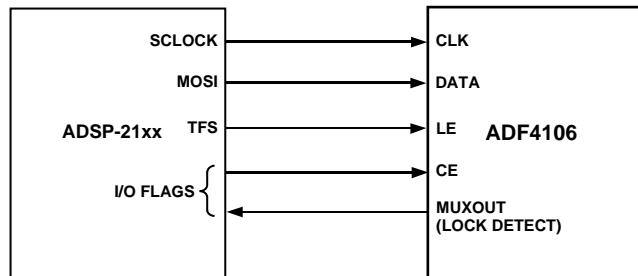 SCLOCK
MOSI
TFS
ADSP-21xx
I/O FLAGS
CLK
DATA
LE
ADF4106
CE
MUXOUT
(LOCK DETECT)